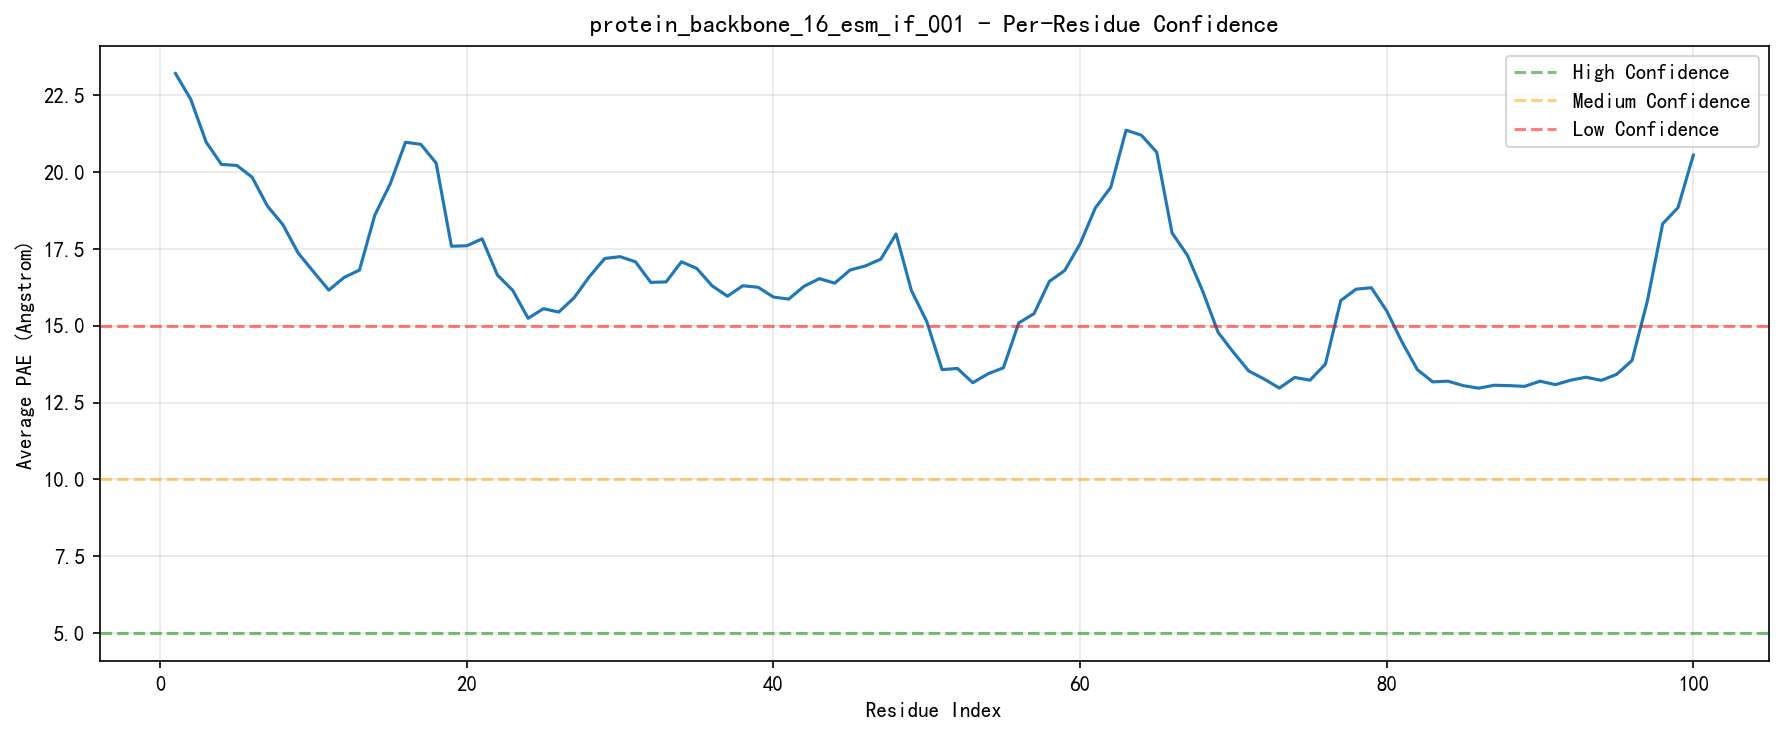 protein_backbone_16_esm_if_001 - Per-Residue Confidence
High Confidence
Medium Confidence
Low Confidence
Average PAE (Angstrom)
22.5
20.0
17.5
15.0
12.5
10.0
7.5
5.0
0 20 40 60 80 100
Residue Index